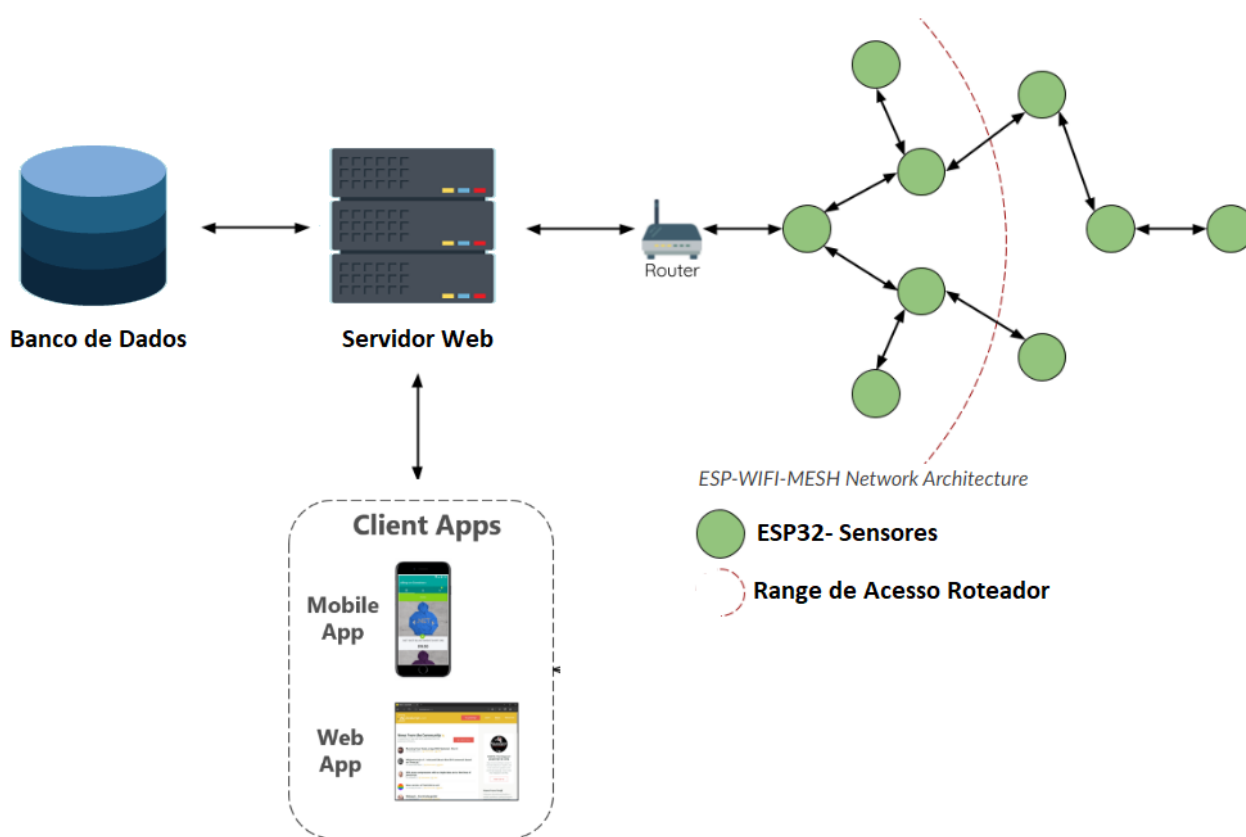 Router
Banco de Dados
Servidor Web
ESP-WIFI-MESH Network Architecture
ESP32- Sensores
Range de Acesso Roteador
Client Apps
Mobile
App
Web
App